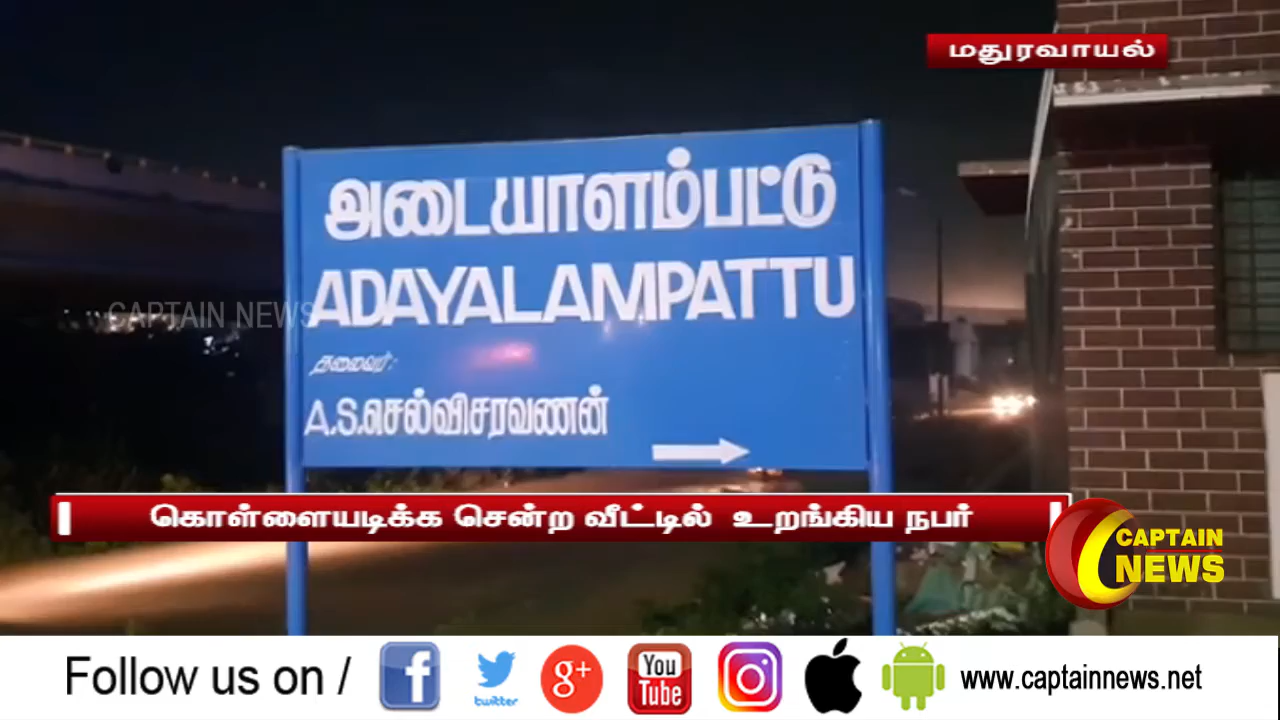 மதுரவாயல்
அடையாளம்பட்டு
ADAYALAMPATTU
CAPTAIN NEWS
தலைவர்:
A.S.செல்விசரவணன்
கொள்ளையடிக்க சென்ற வீட்டில் உறங்கிய நபர்
CAPTAIN
NEWS
Follow us on / f twitter g+ You Tube www.captainnews.net